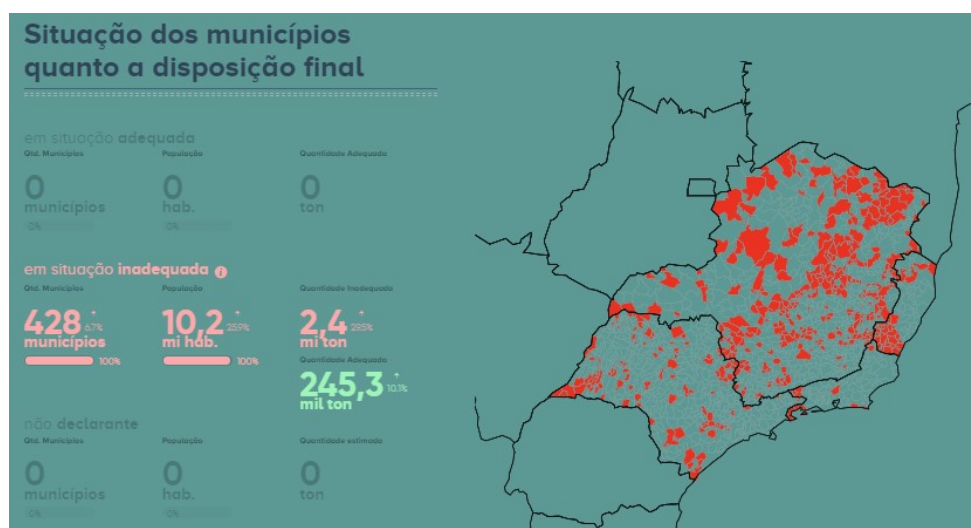 Situação dos municípios
quanto a disposição final
em situação adequada
Qtd. Municípios População Quantidade Adequada
0 0 0
municípios hab. ton
0% 0%
em situação inadequada i
Qtd. Municípios População Quantidade Inadequada
428 + 6.7% 10,2 + 25.9% 2,4 + 29.5%
municípios mi hab. mi ton
100% 100%
Quantidade Adequada
245,3 + 10.1%
mil ton
não declarante
Qtd. Municípios População Quantidade estimada
0 0 0
municípios hab. ton
0% 0%